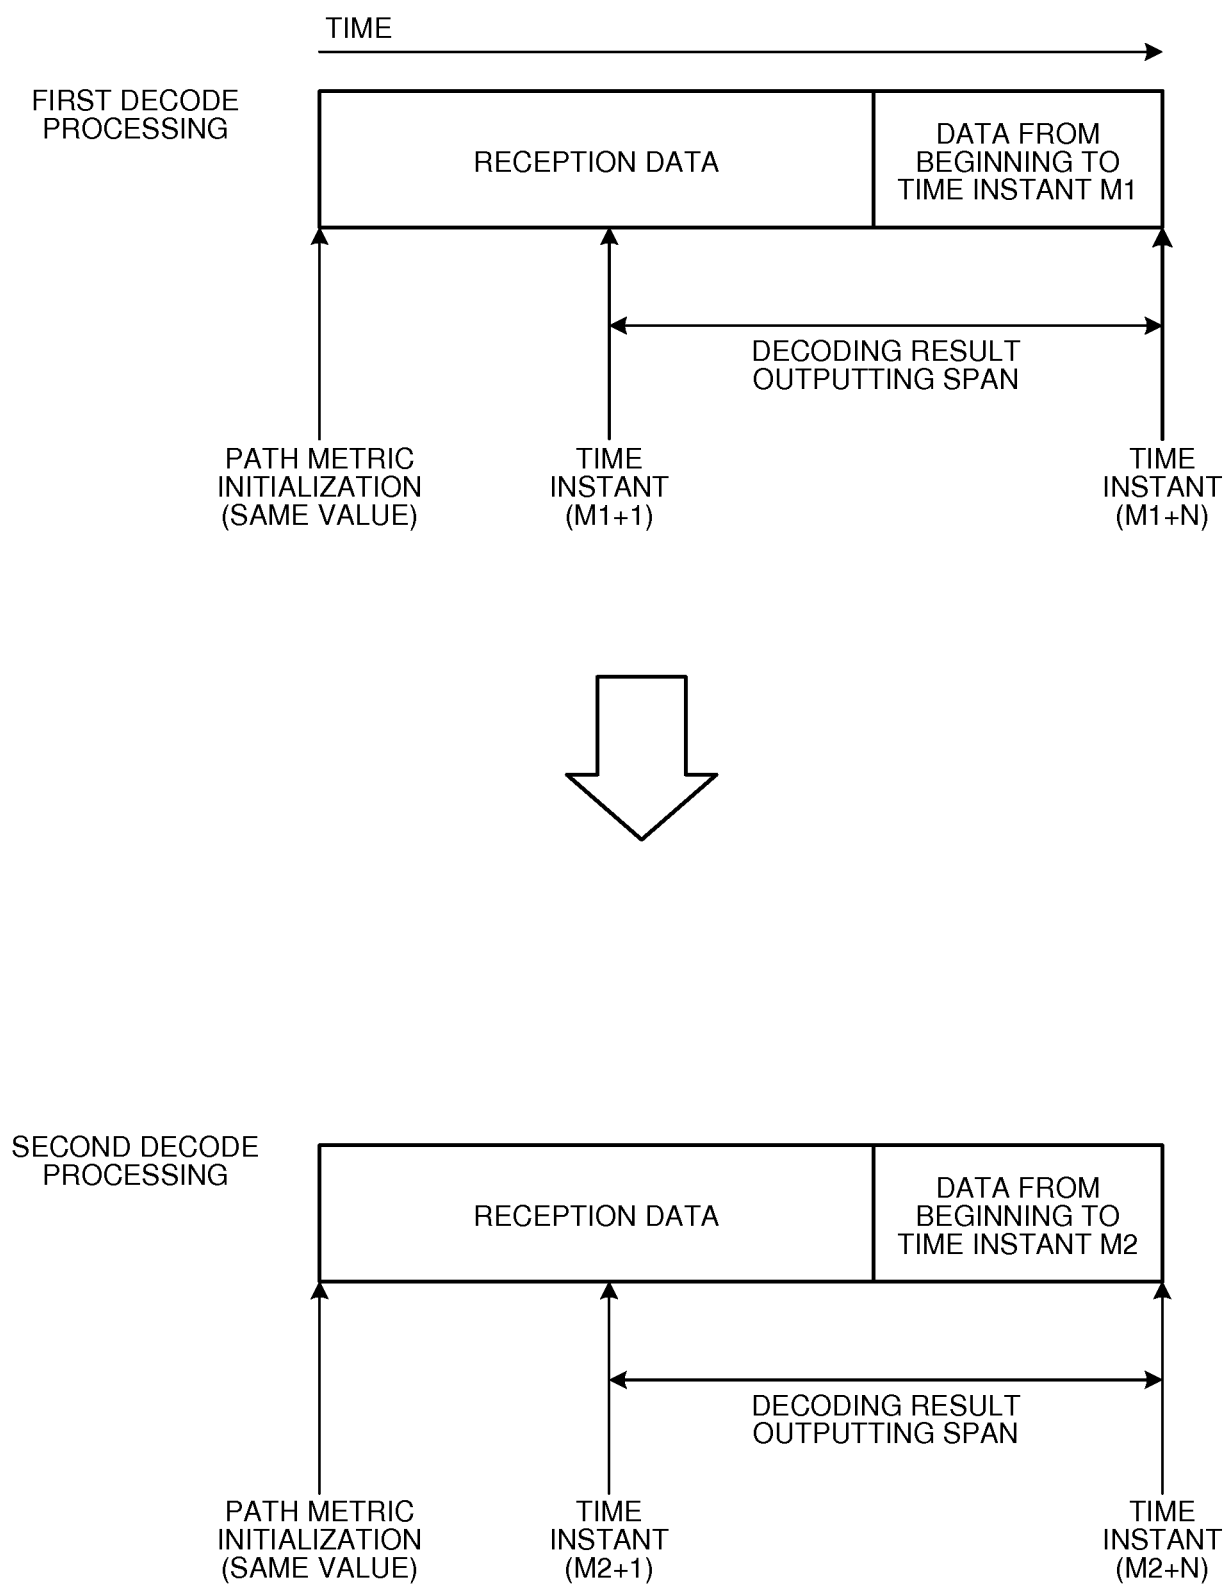 TIME
FIRST DECODE
PROCESSING
RECEPTION DATA
DATA FROM
BEGINNING TO
TIME INSTANT M1
DECODING RESULT
OUTPUTTING SPAN
PATH METRIC
INITIALIZATION
(SAME VALUE)
TIME
INSTANT
(M1+1)
TIME
INSTANT
(M1+N)
SECOND DECODE
PROCESSING
RECEPTION DATA
DATA FROM
BEGINNING TO
TIME INSTANT M2
DECODING RESULT
OUTPUTTING SPAN
PATH METRIC
INITIALIZATION
(SAME VALUE)
TIME
INSTANT
(M2+1)
TIME
INSTANT
(M2+N)